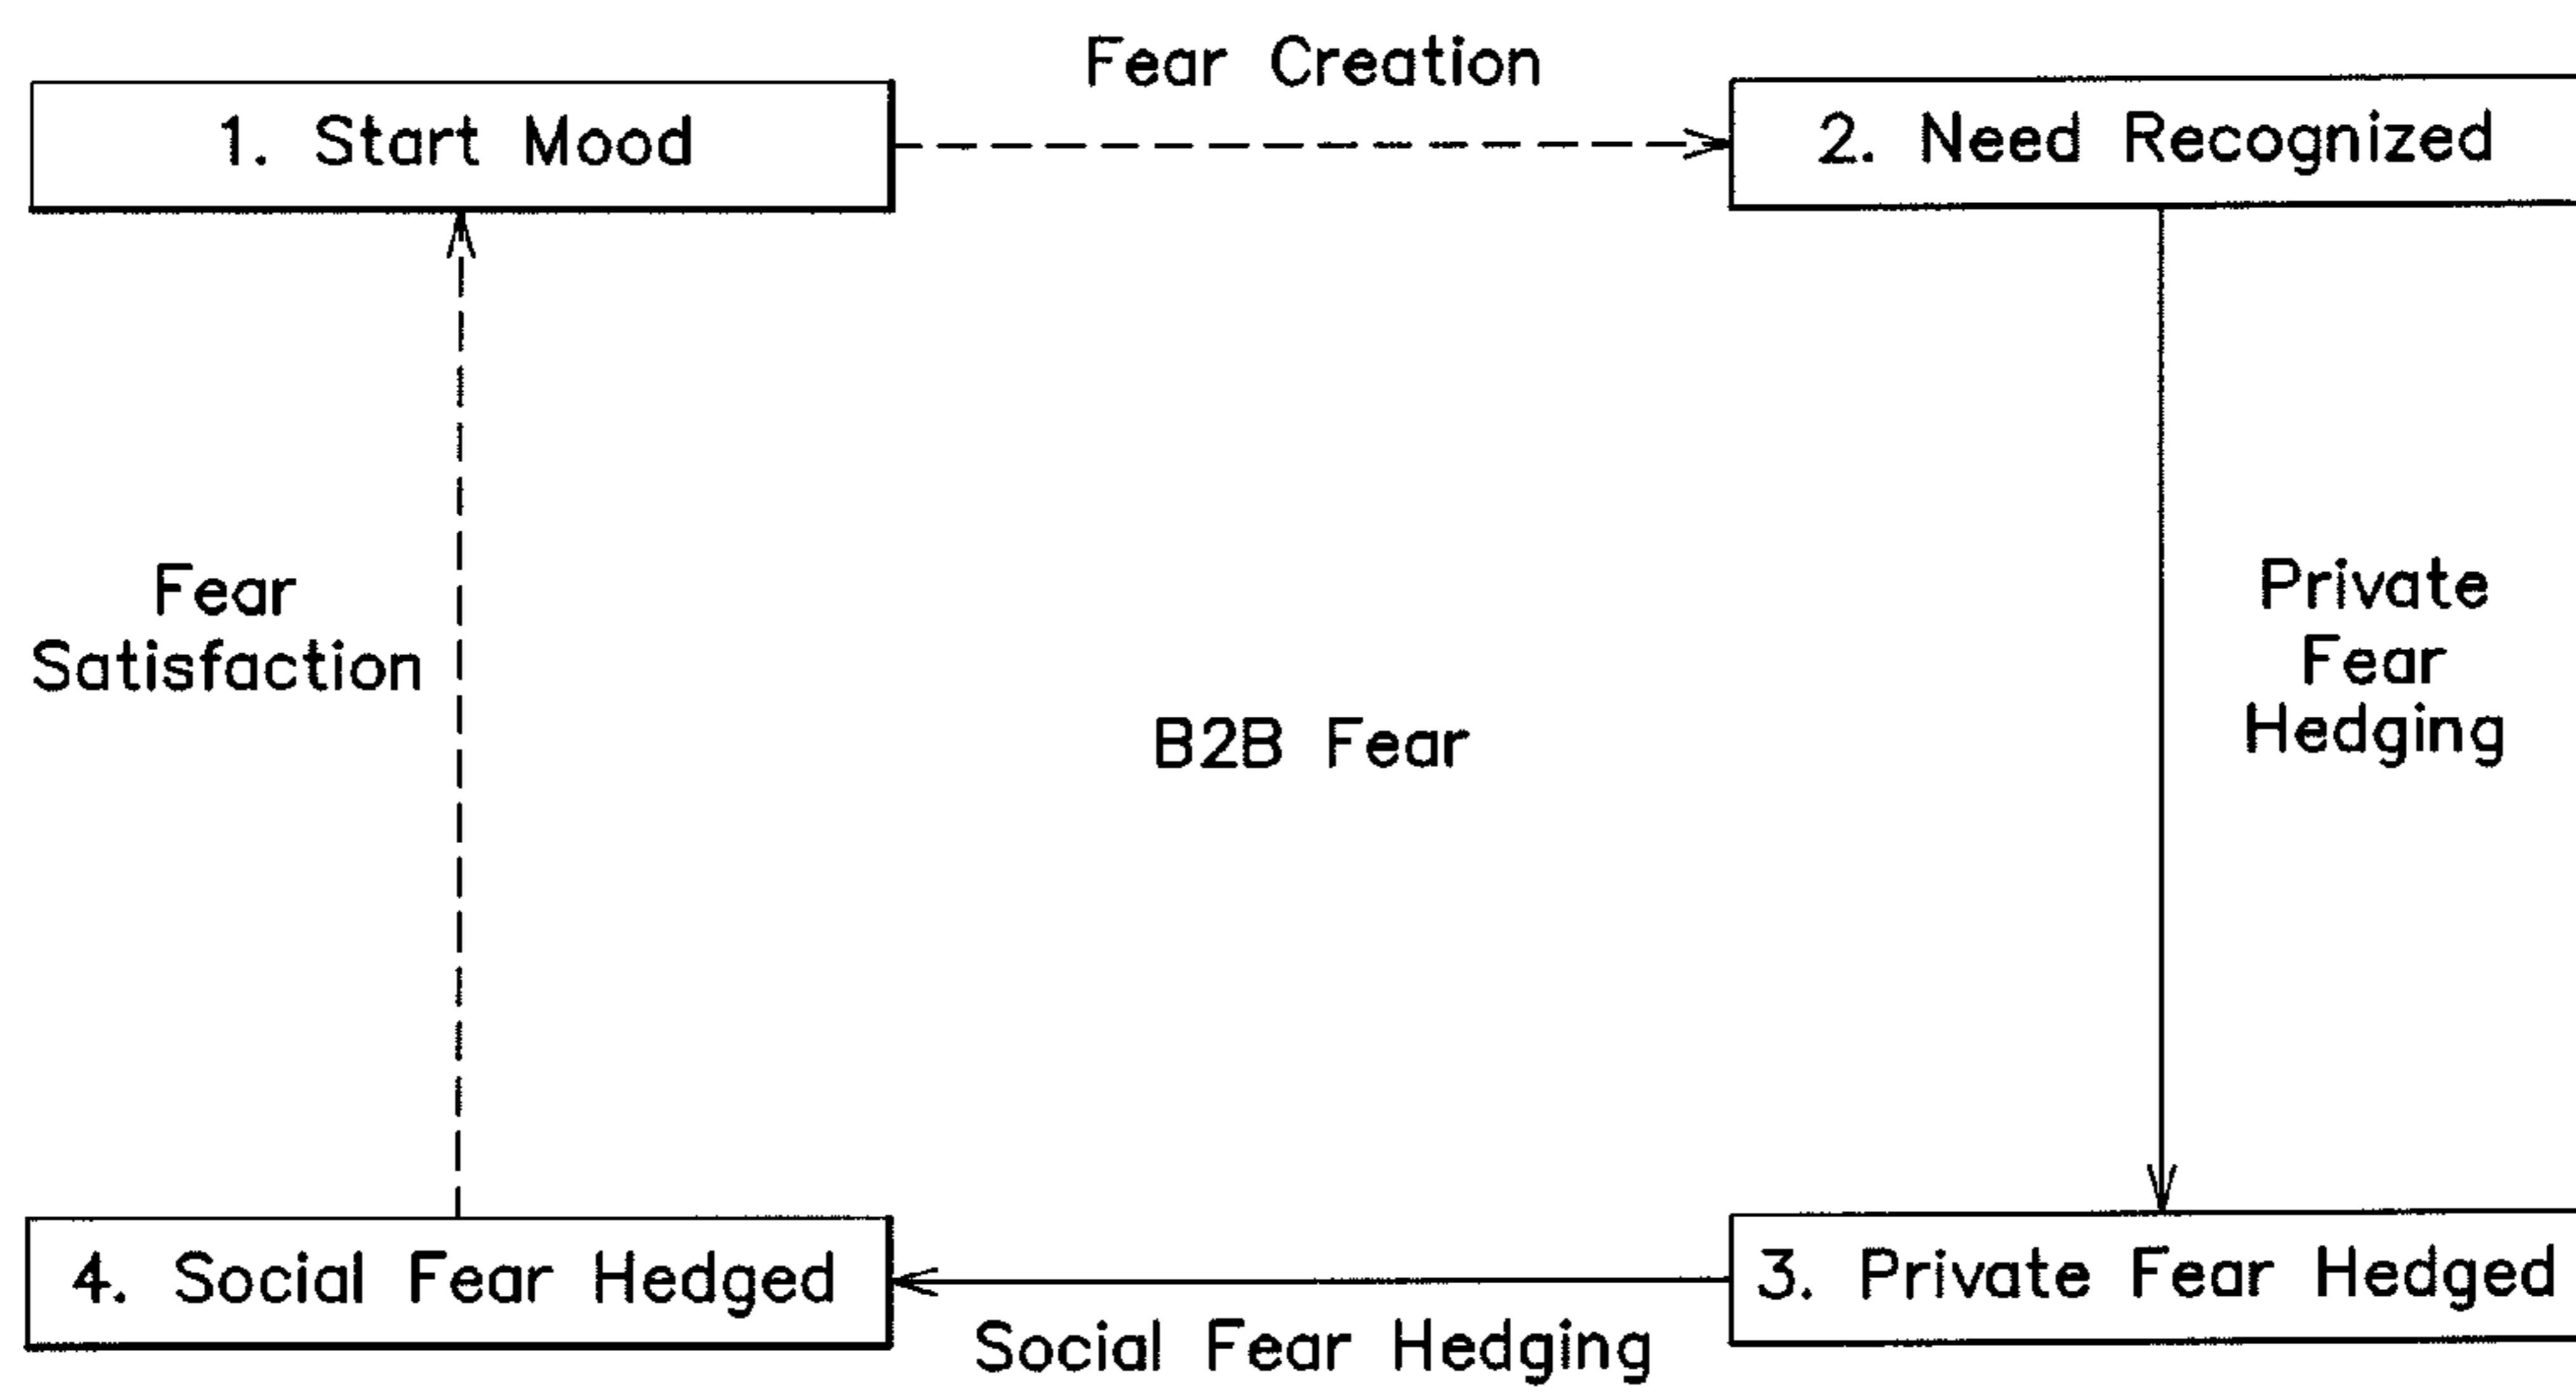 Fear Creation
1. Start Mood
2. Need Recognized
Fear
Satisfaction
Private
Fear
Hedging
B2B Fear
4. Social Fear Hedged
3. Private Fear Hedged
Social Fear Hedging